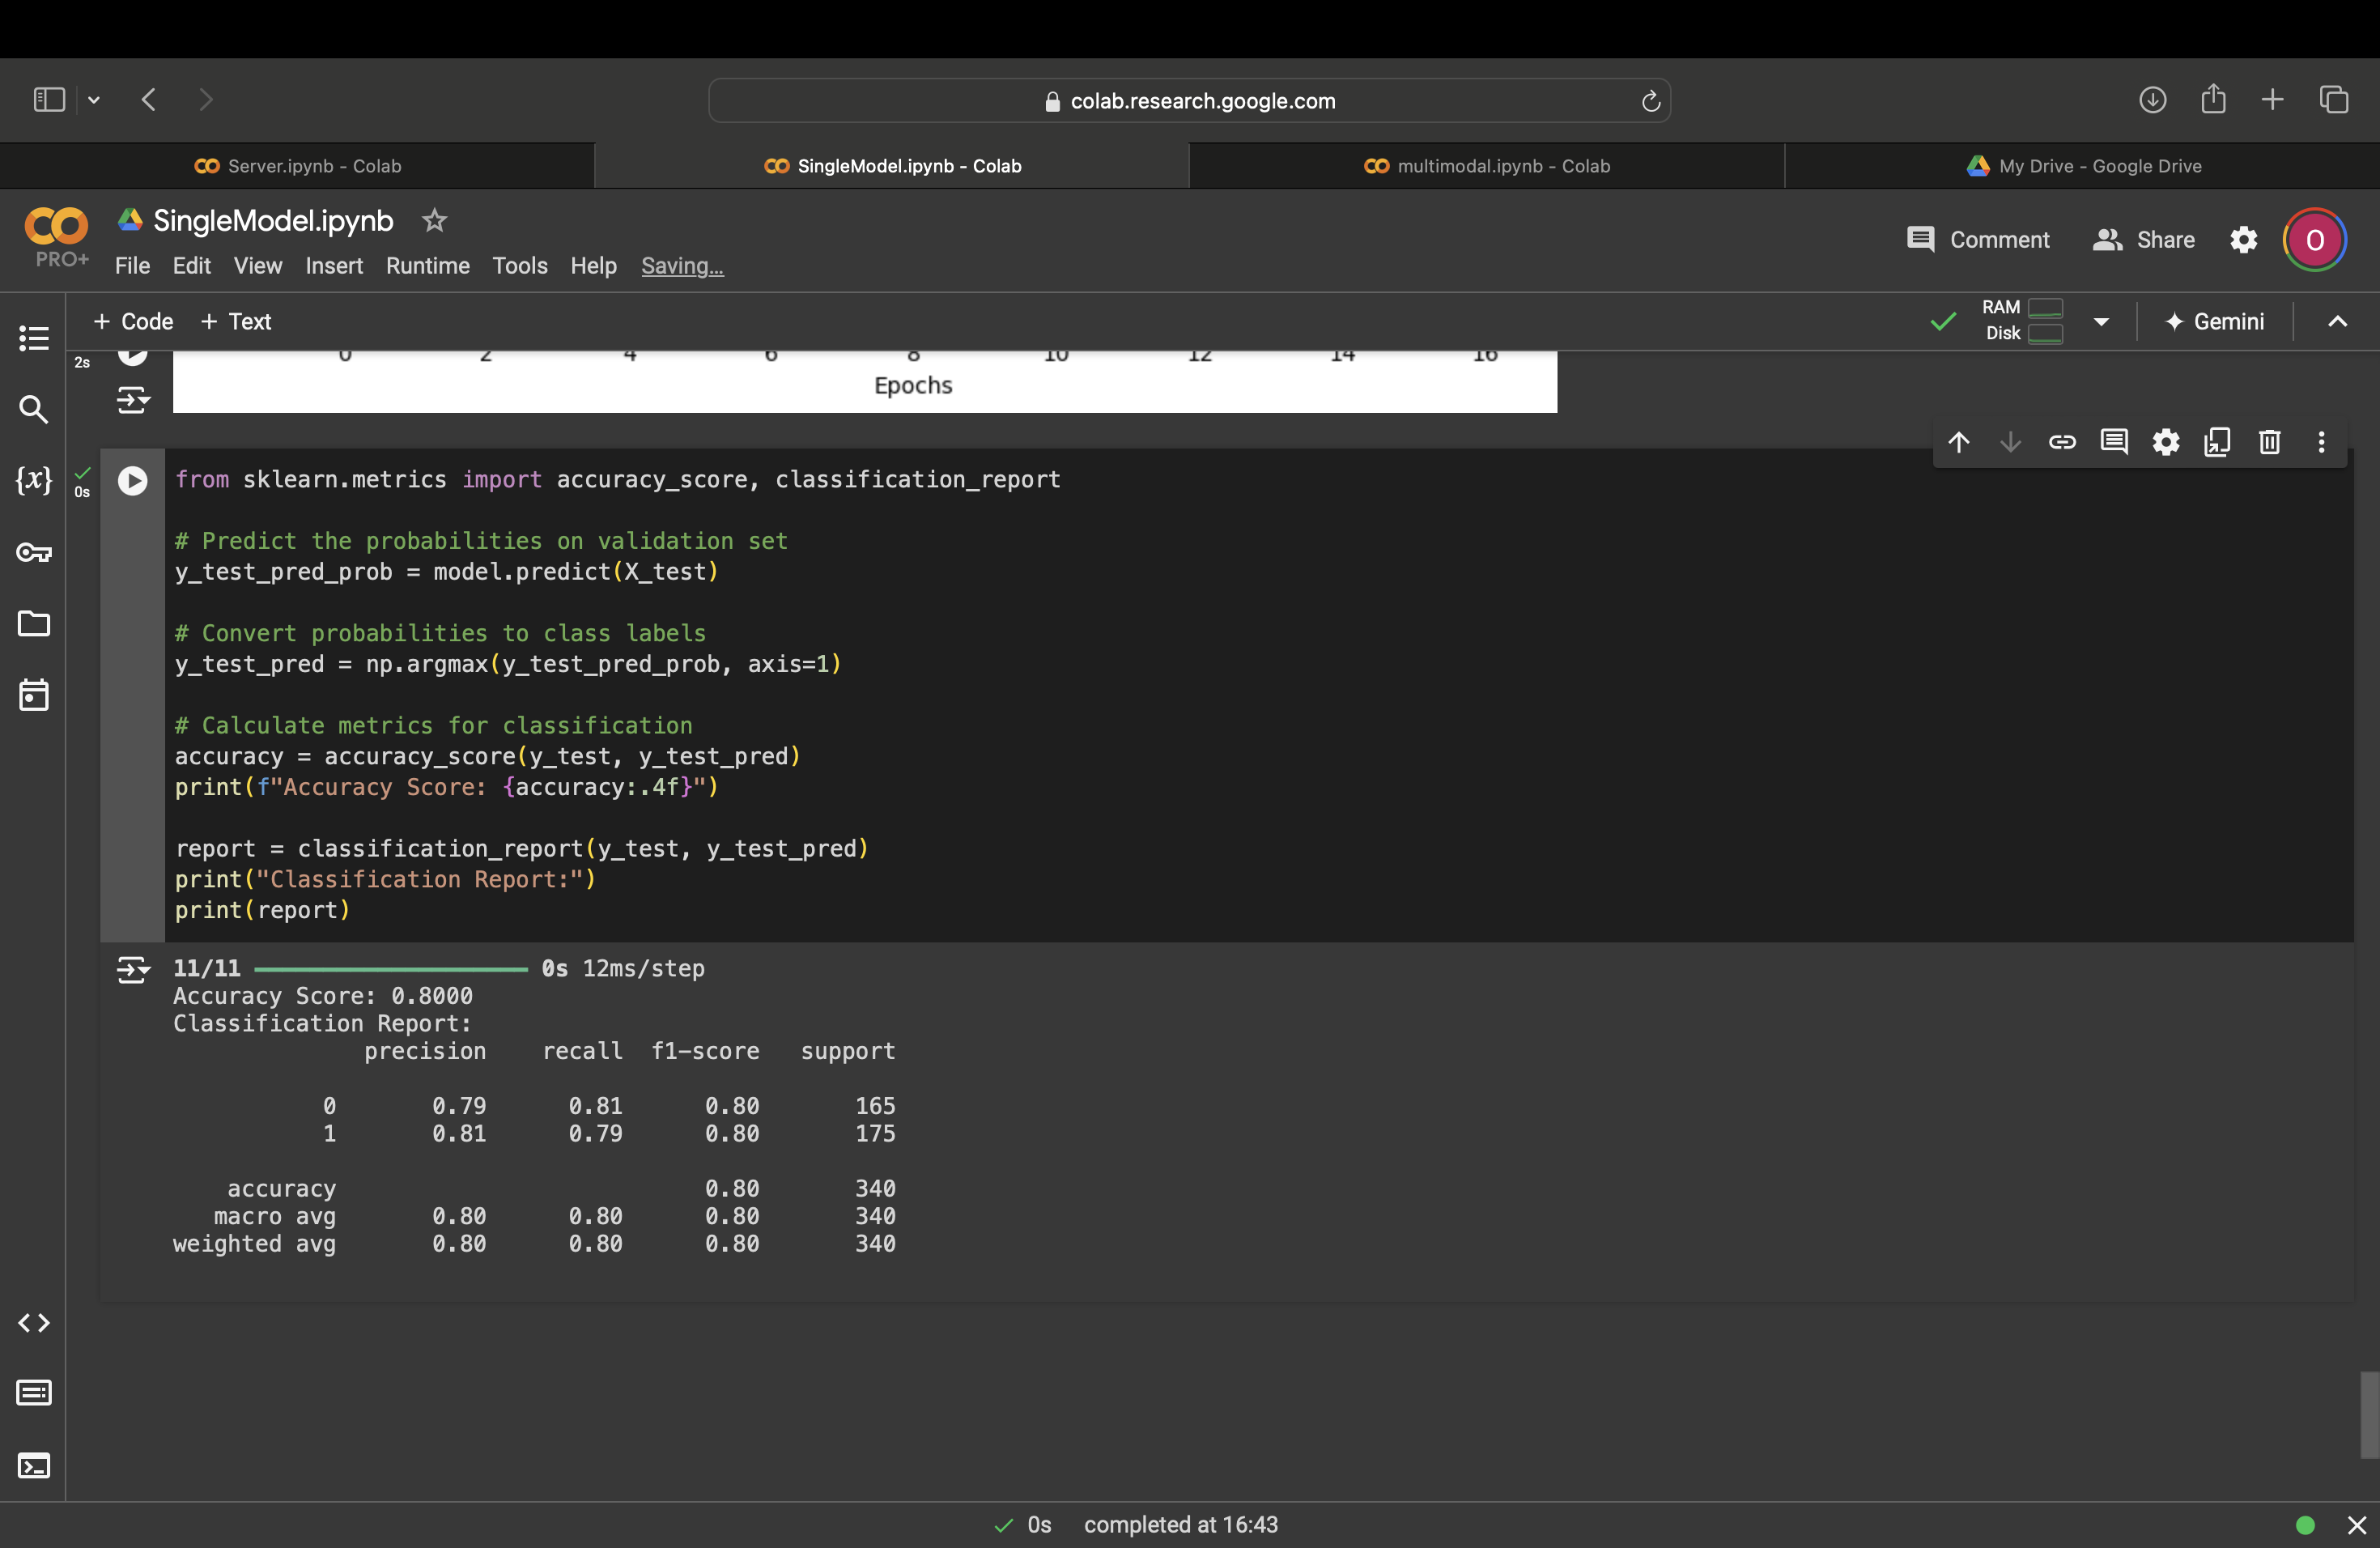 colab.research.google.com
Server.ipynb - Colab
SingleModel.ipynb - Colab
multimodal.ipynb - Colab
My Drive - Google Drive
SingleModel.ipynb
PRO+
File Edit View Insert Runtime Tools Help Saving...
Comment
Share
O
+ Code + Text
RAM
Disk
Gemini
2s
0 2 4 6 8 10 12 14 16
Epochs
{x}
0s
from sklearn.metrics import accuracy_score, classification_report
# Predict the probabilities on validation set
y_test_pred_prob = model.predict(X_test)
# Convert probabilities to class labels
y_test_pred = np.argmax(y_test_pred_prob, axis=1)
# Calculate metrics for classification
accuracy = accuracy_score(y_test, y_test_pred)
print(f"Accuracy Score: {accuracy:.4f}")
report = classification_report(y_test, y_test_pred)
print("Classification Report:")
print(report)
11/11 0s 12ms/step
Accuracy Score: 0.8000
Classification Report:
precision recall f1-score support
0 0.79 0.81 0.80 165
1 0.81 0.79 0.80 175
accuracy 0.80 340
macro avg 0.80 0.80 0.80 340
weighted avg 0.80 0.80 0.80 340
0s completed at 16:43